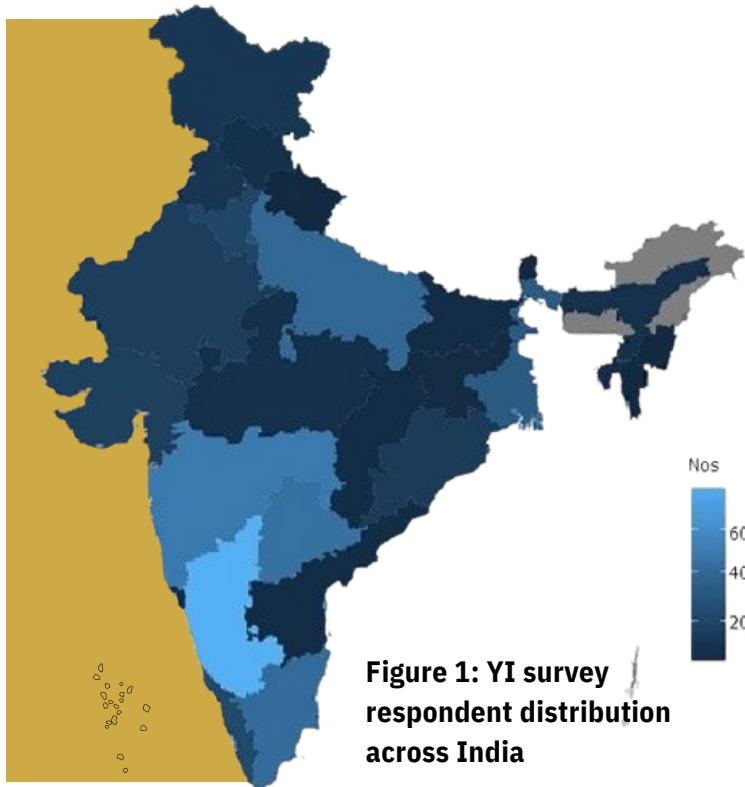 Nos
60
40
20
Figure 1: YI survey
respondent distribution
across India